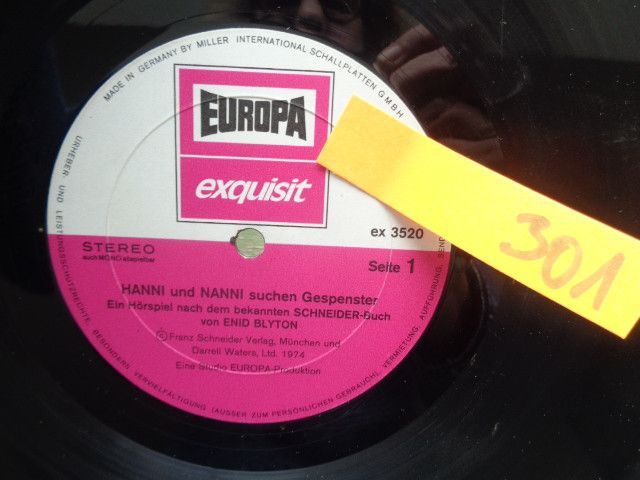 MADE IN GERMANY BY MILLER INTERNATIONAL SCHALLPLATTEN GMBH
EUROPA
exquisit
ex 3520
STEREO
auch MONO abspielbar
Seite 1
HANNI und NANNI suchen Gespenster
Ein Hörspiel nach dem bekannten SCHNEIDER-Buch
von ENID BLYTON
© Franz Schneider Verlag, München und
Darrell Waters, Ltd. 1974
Eine Studio EUROPA-Produktion
URHEBER- UND LEISTUNGSSCHUTZRECHTE, BESONDERS VERVIELFÄLTIGUNG (AUSSER ZUM PERSÖNLICHEN GEBRAUCH), VERMIETUNG, AUFFÜHRUNG, SEND
301